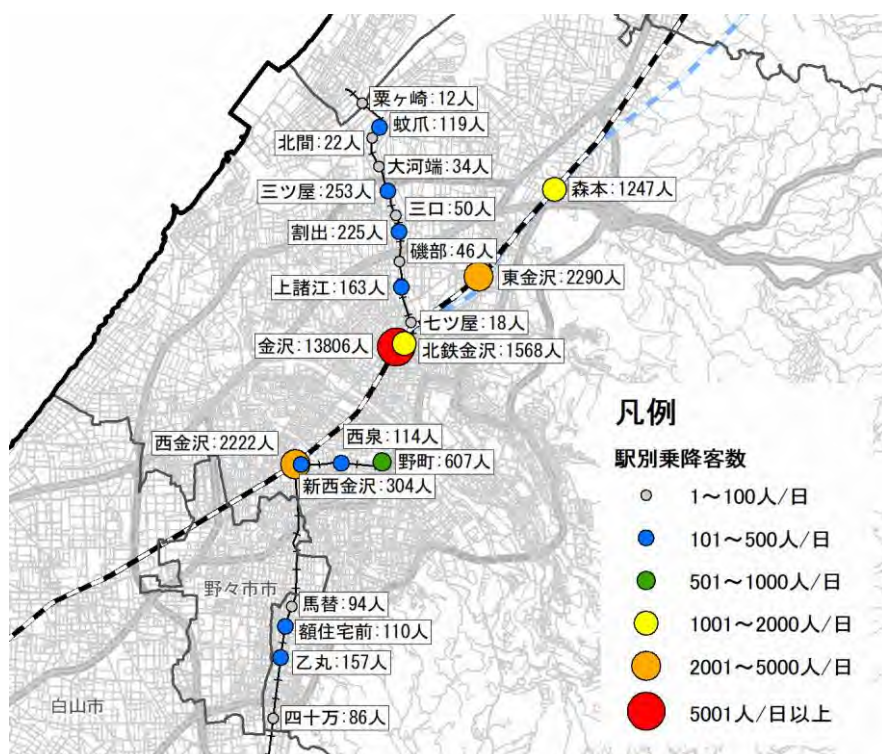 粟ヶ崎:12人
蚊爪:119人
北間:22人
大河端:34人
三ツ屋:253人
森本:1247人
三口:50人
割出:225人
磯部:46人
東金沢:2290人
上諸江:163人
七ツ屋:18人
金沢:13806人
北鉄金沢:1568人
西金沢:2222人
西泉:114人
野町:607人
新西金沢:304人
野々市市
馬替:94人
額住宅前:110人
乙丸:157人
白山市
四十万:86人
凡例
駅別乗降客数
1~100人/日
101~500人/日
501~1000人/日
1001~2000人/日
2001~5000人/日
5001人/日以上